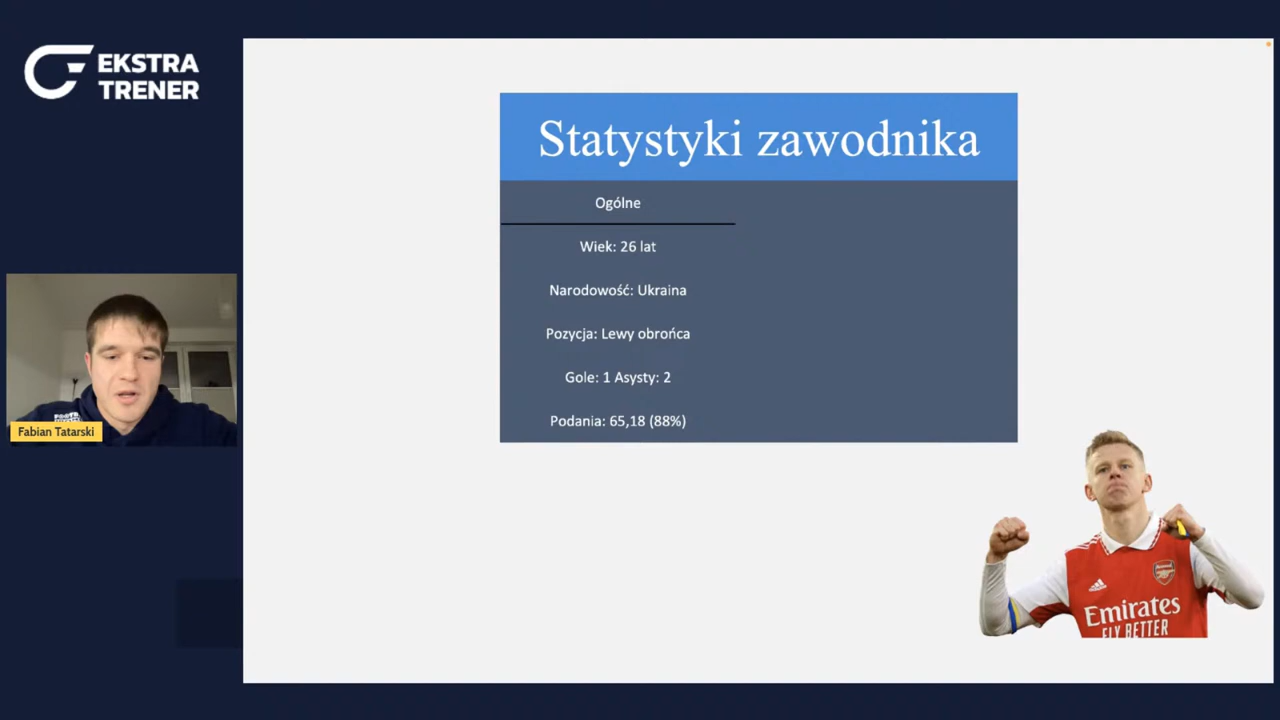 EKSTRA
TRENER
Statystyki zawodnika
Ogólne
Wiek: 26 lat
Narodowość: Ukraina
Pozycja: Lewy obrońca
Gole: 1 Asysty: 2
Podania: 65,18 (88%)
Fabian Tatarski
Arsenal
Emirates
FLY BETTER